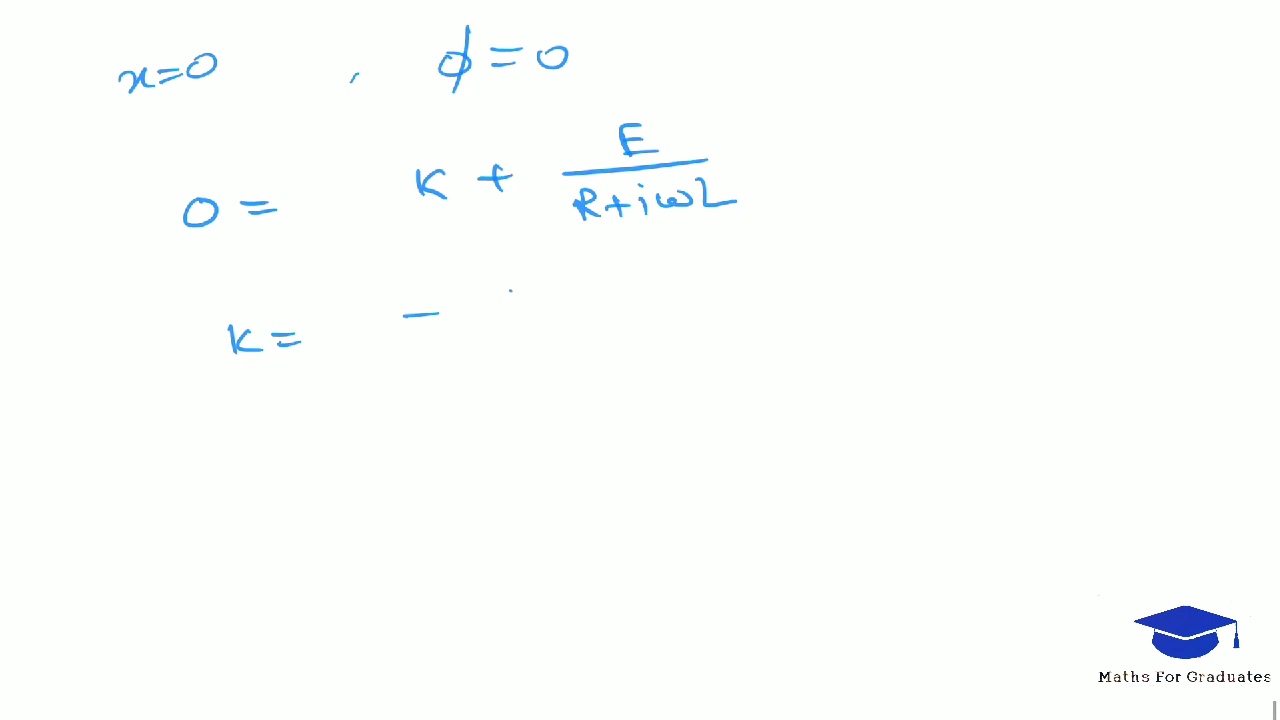 x=0 , ϕ=0
0 = K + E/(R+iωL)
K = −
Maths For Graduates